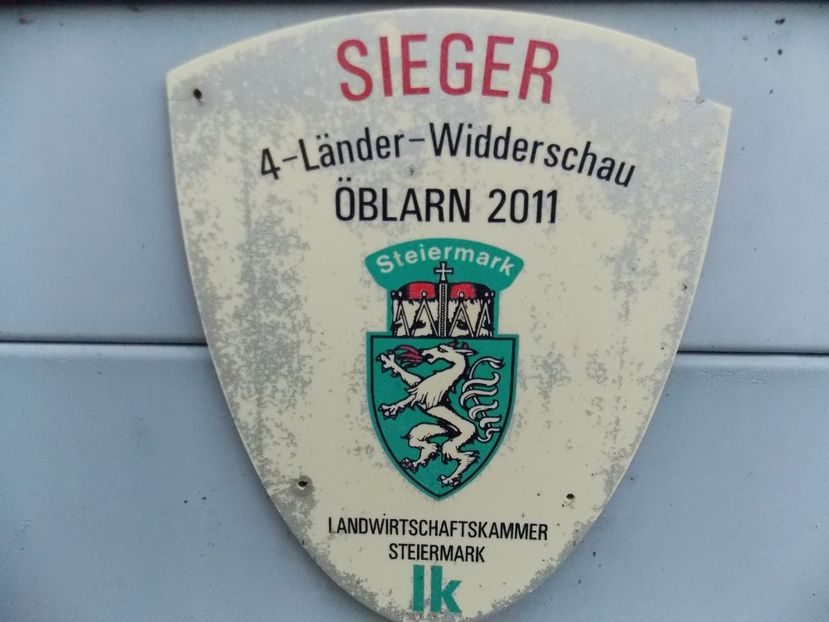 SIEGER
4-Länder-Widderschau
ÖBLARN 2011
Steiermark
LANDWIRTSCHAFTSKAMMER
STEIERMARK
lk